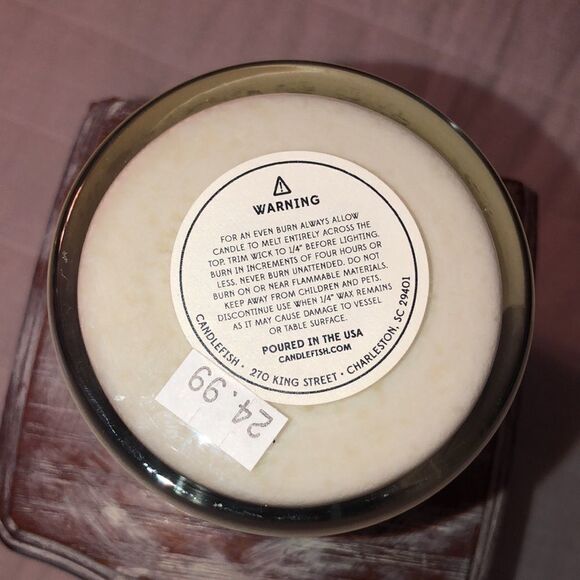 WARNING
FOR AN EVEN BURN ALWAYS ALLOW
CANDLE TO MELT ENTIRELY ACROSS THE
TOP. TRIM WICK TO 1/4" BEFORE LIGHTING.
BURN IN INCREMENTS OF FOUR HOURS OR
LESS. NEVER BURN UNATTENDED. DO NOT
BURN ON OR NEAR FLAMMABLE MATERIALS.
KEEP AWAY FROM CHILDREN AND PETS.
DISCONTINUE USE WHEN 1/4" WAX REMAINS
AS IT MAY CAUSE DAMAGE TO VESSEL
OR TABLE SURFACE.
POURED IN THE USA
CANDLEFISH.COM
CANDLEFISH • 270 KING STREET • CHARLESTON, SC 29401
24.99